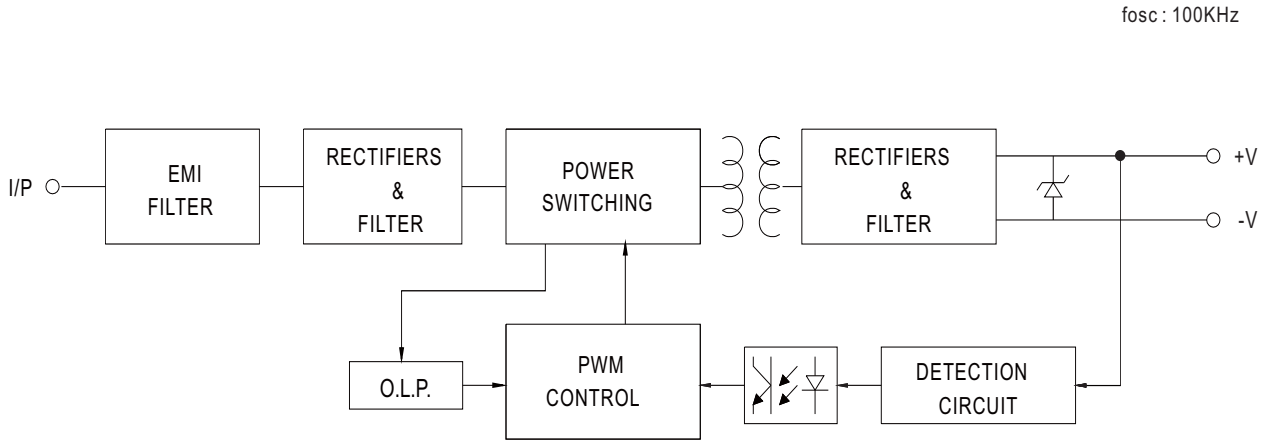 fosc : 100KHz
I/P
EMI
FILTER
RECTIFIERS
&
FILTER
POWER
SWITCHING
RECTIFIERS
&
FILTER
+V
-V
O.L.P.
PWM
CONTROL
DETECTION
CIRCUIT